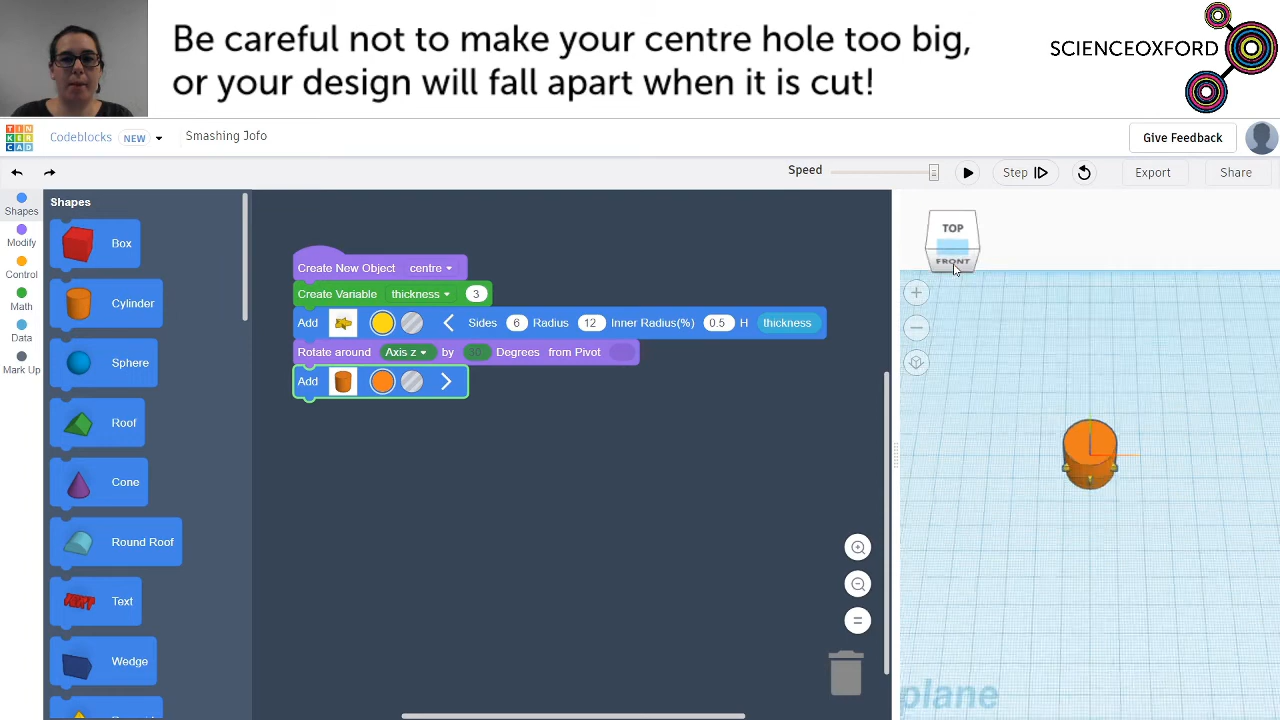 Be careful not to make your centre hole too big,
or your design will fall apart when it is cut!
SCIENCEOXFORD
TIN
KER
CAD
Codeblocks NEW
Smashing Jofo
Give Feedback
Speed
Step
Export
Share
Shapes
Modify
Control
Math
Data
Mark Up
Shapes
Box
Cylinder
Sphere
Roof
Cone
Round Roof
Text
Wedge
Create New Object centre
Create Variable thickness 3
Add Sides 6 Radius 12 Inner Radius(%) 0.5 H thickness
Rotate around Axis z by 30 Degrees from Pivot
Add
TOP
FRONT
plane